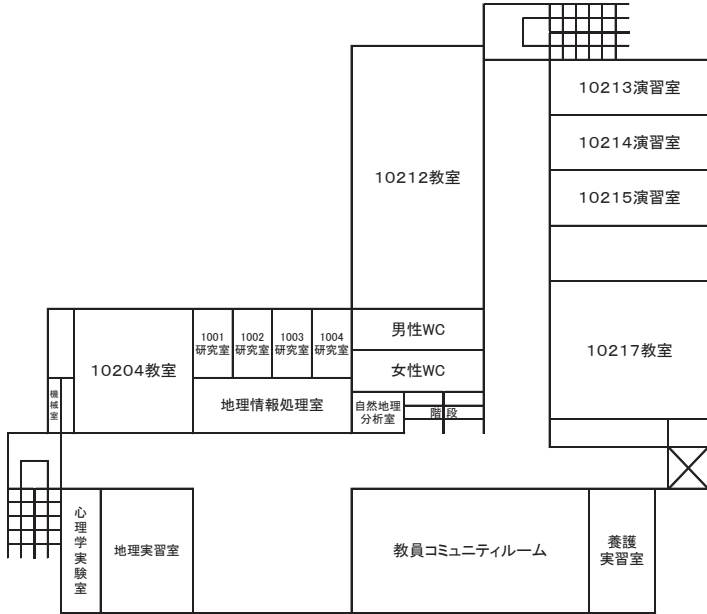 10213演習室
10214演習室
10212教室
10215演習室
男性WC
1001
研究室
1002
研究室
1003
研究室
1004
研究室
10217教室
10204教室
女性WC
機械室
地理情報処理室
自然地理
分析室
階段
心理学実験室
地理実習室
教員コミュニティルーム
養護
実習室